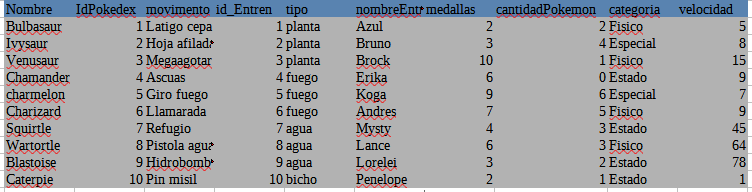 Nombre IdPokedex movimento id_Entren tipo nombreEntr medallas cantidadPokemon categoria velocidad
Bulbasaur 1 Latigo cepa 1 planta Azul 2 2 Fisico 5
Ivysaur 2 Hoja afilada 2 planta Bruno 3 4 Especial 8
Venusaur 3 Megaagotar 3 planta Brock 10 1 Fisico 15
Chamander 4 Ascuas 4 fuego Erika 6 0 Estado 9
charmelon 5 Giro fuego 5 fuego Koga 9 6 Especial 7
Charizard 6 Llamarada 6 fuego Andres 7 5 Fisico 9
Squirtle 7 Refugio 7 agua Mysty 4 3 Estado 45
Wartortle 8 Pistola agua 8 agua Lance 6 3 Fisico 64
Blastoise 9 Hidrobomb 9 agua Lorelei 3 2 Estado 78
Caterpie 10 Pin misil 10 bicho Penelope 2 1 Estado 1